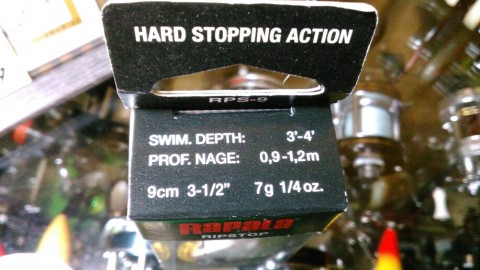 HARD STOPPING ACTION
RPS-9
SWIM. DEPTH: 3'-4'
PROF. NAGE: 0,9-1,2m
9cm 3-1/2" 7g 1/4 oz.
Rapala
RIPSTOP